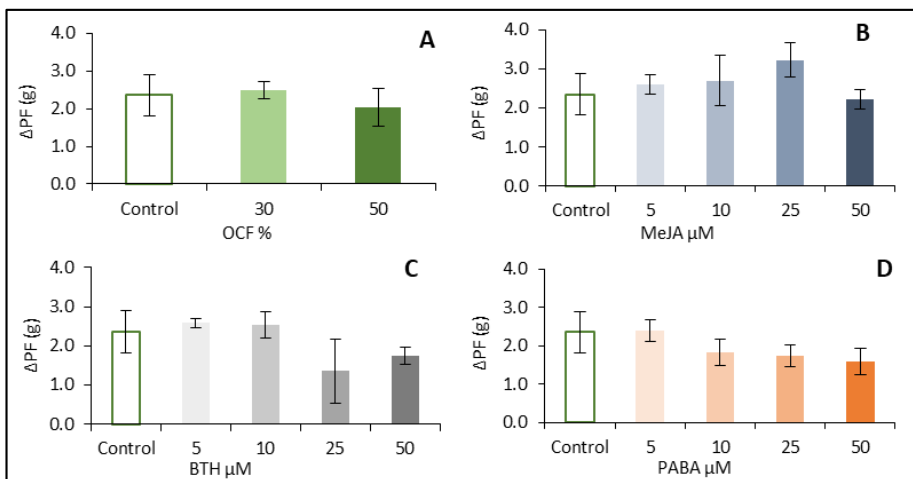 A
ΔPF (g)
4.0
3.0
2.0
1.0
0.0
Control 30 50
OCF %
B
ΔPF (g)
4.0
3.0
2.0
1.0
0.0
Control 5 10 25 50
MeJA μM
C
ΔPF (g)
4.0
3.0
2.0
1.0
0.0
Control 5 10 25 50
BTH μM
D
ΔPF (g)
4.0
3.0
2.0
1.0
0.0
Control 5 10 25 50
PABA μM